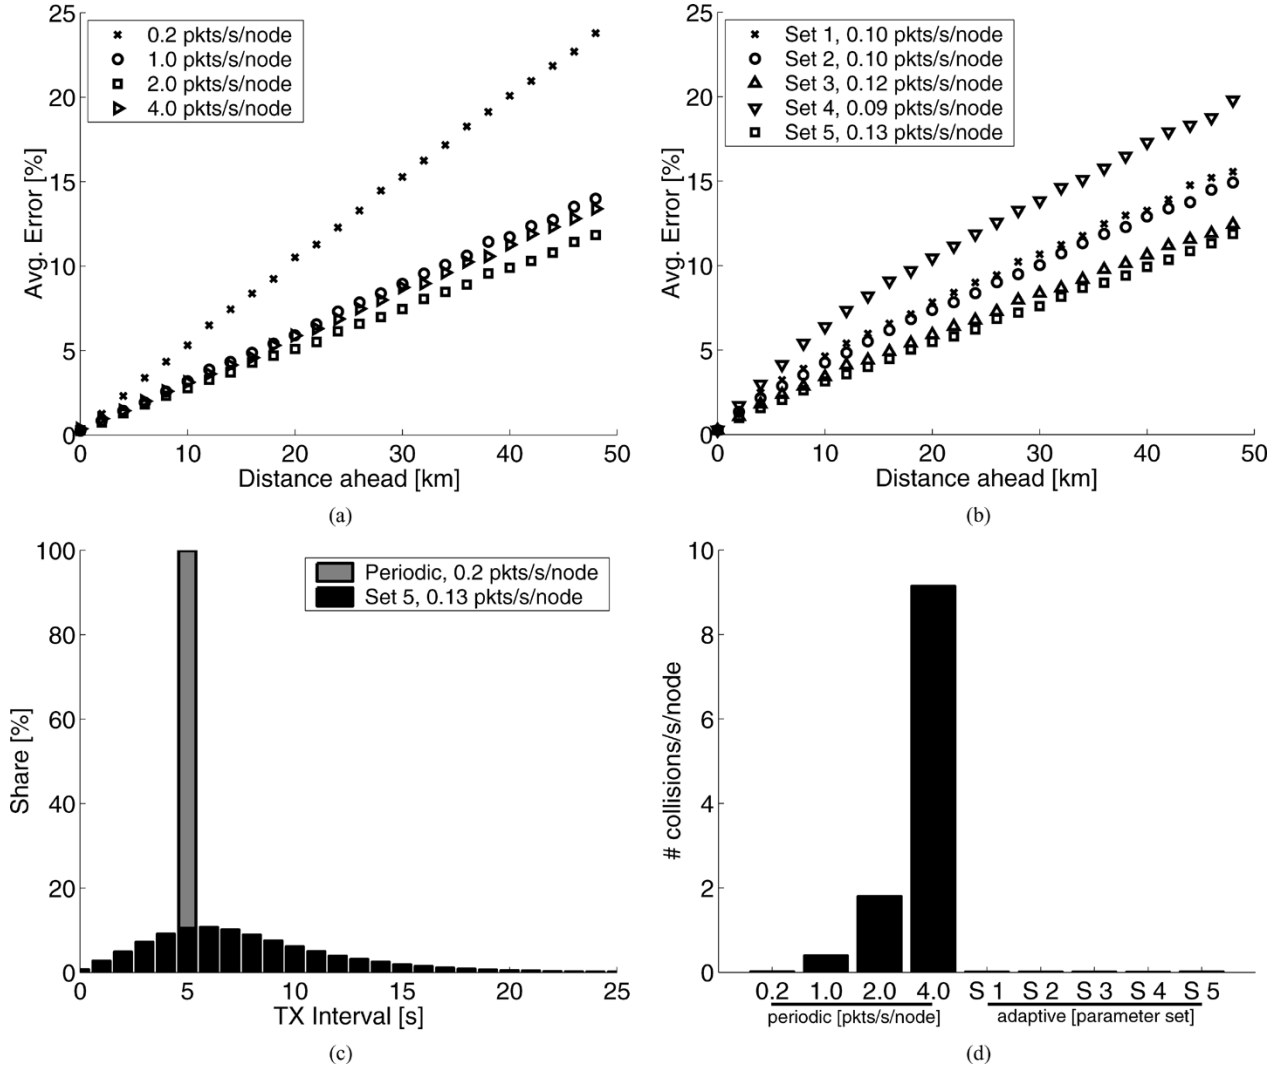 25
20
15
10
5
0
Avg. Error [%]
0.2 pkts/s/node
1.0 pkts/s/node
2.0 pkts/s/node
4.0 pkts/s/node
0 10 20 30 40 50
Distance ahead [km]
(a)
25
20
15
10
5
0
Avg. Error [%]
Set 1, 0.10 pkts/s/node
Set 2, 0.10 pkts/s/node
Set 3, 0.12 pkts/s/node
Set 4, 0.09 pkts/s/node
Set 5, 0.13 pkts/s/node
0 10 20 30 40 50
Distance ahead [km]
(b)
100
80
60
40
20
0
Share [%]
Periodic, 0.2 pkts/s/node
Set 5, 0.13 pkts/s/node
0 5 10 15 20 25
TX Interval [s]
(c)
10
8
6
4
2
0
# collisions/s/node
0.2 1.0 2.0 4.0 S 1 S 2 S 3 S 4 S 5
periodic [pkts/s/node] adaptive [parameter set]
(d)